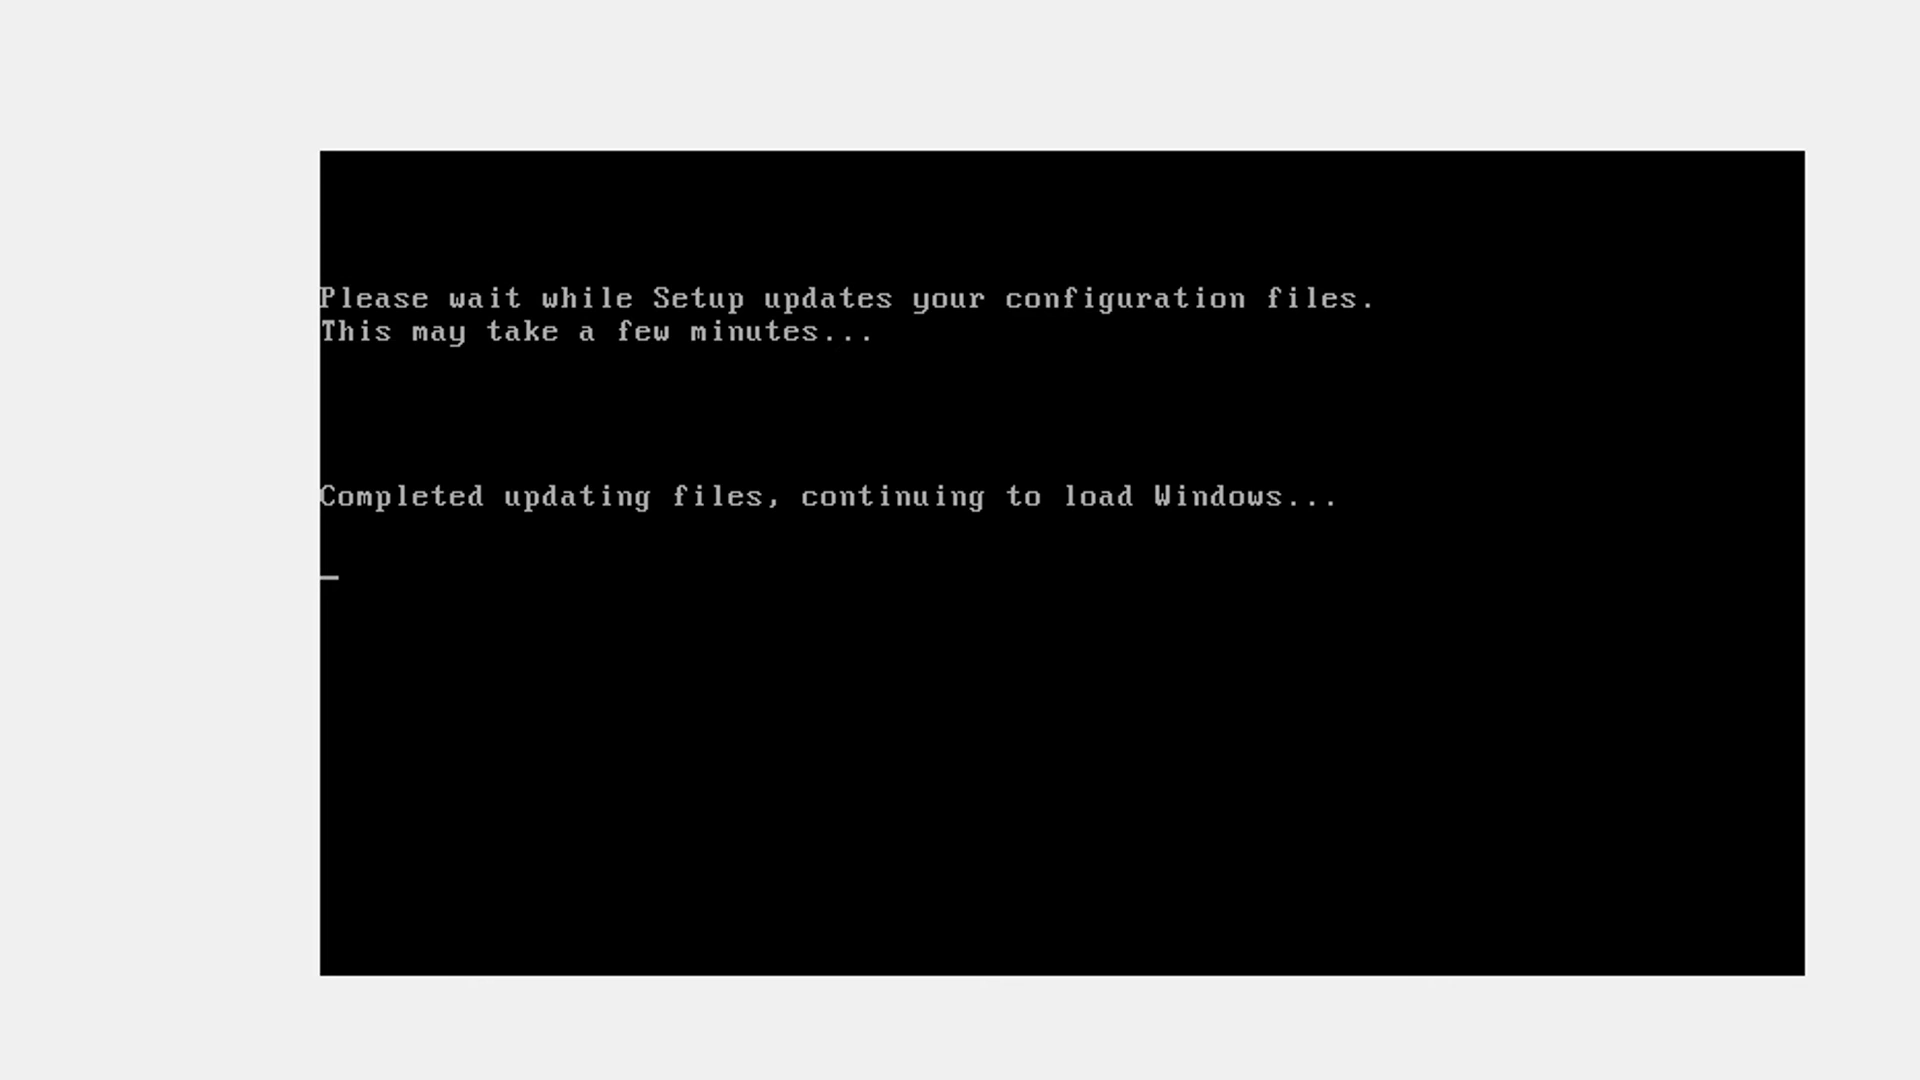 Please wait while Setup updates your configuration files.
This may take a few minutes...
Completed updating files, continuing to load Windows...